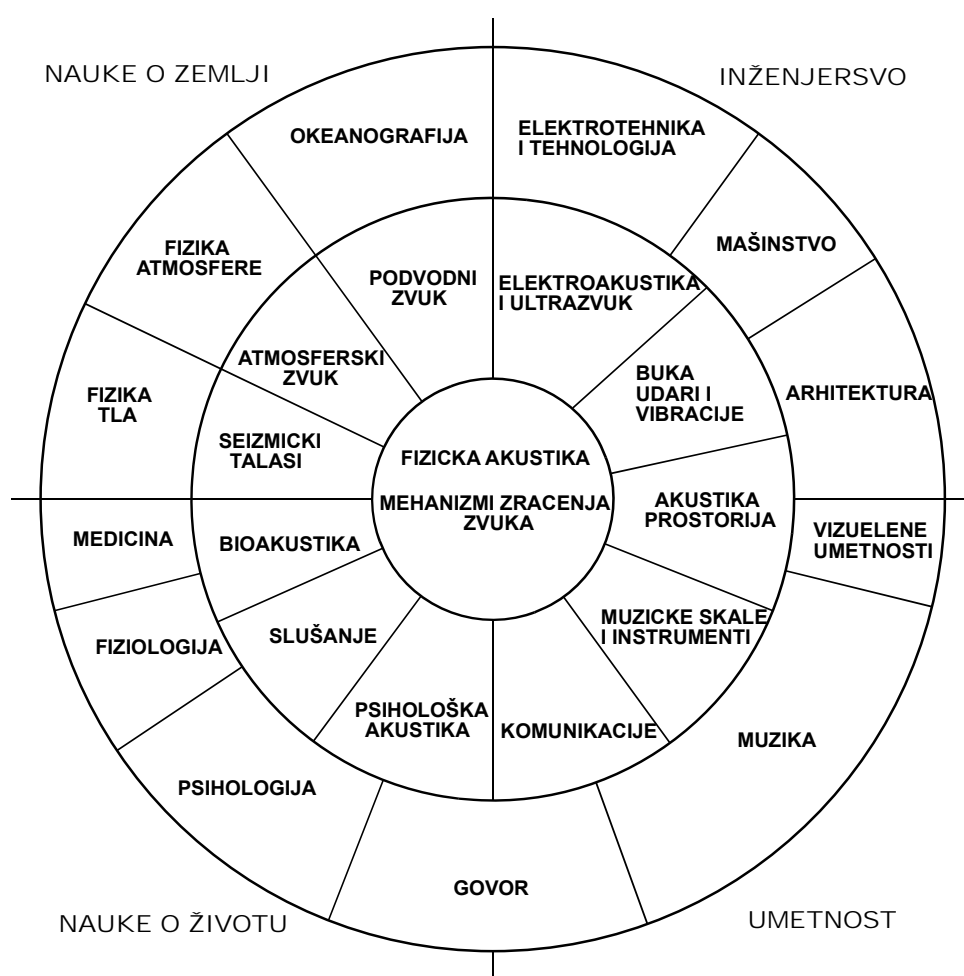 NAUKE O ZEMLJI
INŽENJERSVO
OKEANOGRAFIJA
ELEKTROTEHNIKA
I TEHNOLOGIJA
FIZIKA
ATMOSFERE
MAŠINSTVO
PODVODNI
ZVUK
ELEKTROAKUSTIKA
I ULTRAZVUK
ATMOSFERSKI
ZVUK
BUKA
UDARI I
VIBRACIJE
FIZIKA
TLA
ARHITEKTURA
SEIZMICKI
TALASI
FIZICKA AKUSTIKA
MEHANIZMI ZRACENJA
ZVUKA
AKUSTIKA
PROSTORIJA
MEDICINA
BIOAKUSTIKA
VIZUELENE
UMETNOSTI
FIZIOLOGIJA
SLUŠANJE
MUZICKE SKALE
I INSTRUMENTI
PSIHOLOŠKA
AKUSTIKA
KOMUNIKACIJE
MUZIKA
PSIHOLOGIJA
GOVOR
NAUKE O ŽIVOTU
UMETNOST